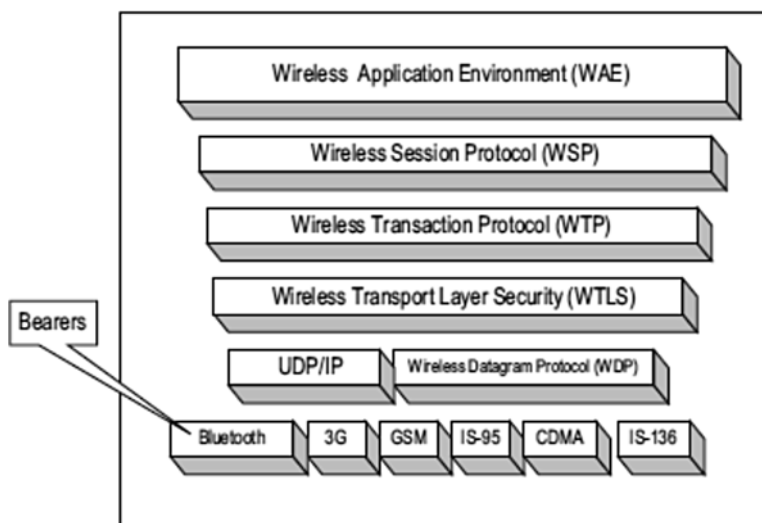 Wireless Application Environment (WAE)
Wireless Session Protocol (WSP)
Wireless Transaction Protocol (WTP)
Wireless Transport Layer Security (WTLS)
Bearers
UDP/IP
Wireless Datagram Protocol (WDP)
Bluetooth
3G
GSM
IS-95
CDMA
IS-136